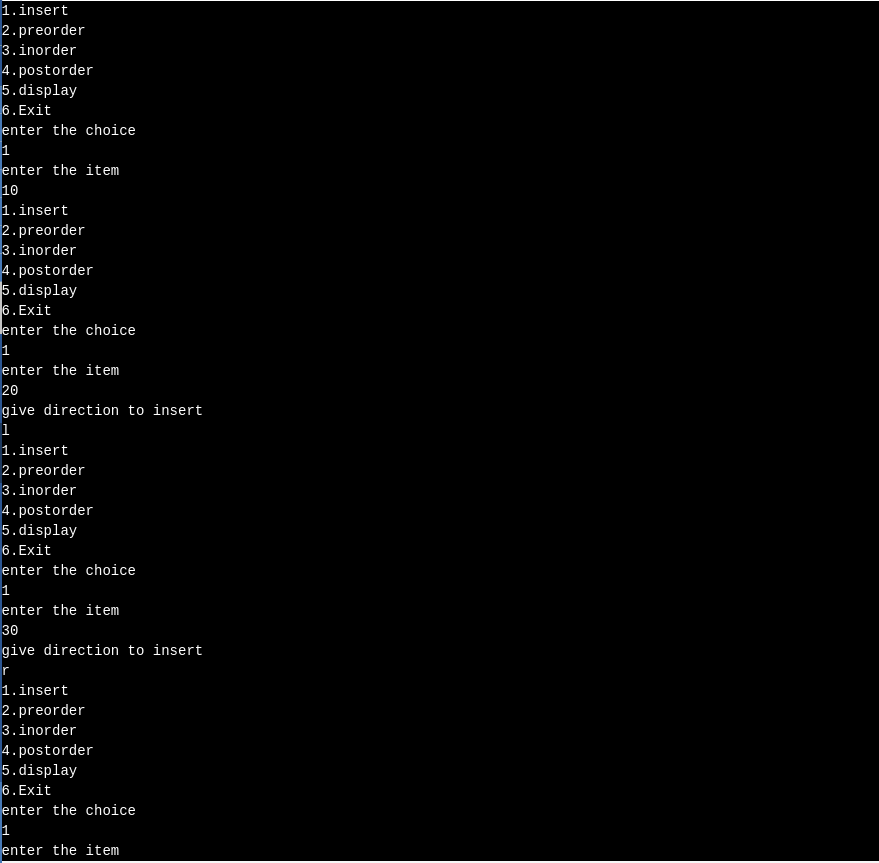 1.insert
2.preorder
3.inorder
4.postorder
5.display
6.Exit
enter the choice
1
enter the item
10
1.insert
2.preorder
3.inorder
4.postorder
5.display
6.Exit
enter the choice
1
enter the item
20
give direction to insert
l
1.insert
2.preorder
3.inorder
4.postorder
5.display
6.Exit
enter the choice
1
enter the item
30
give direction to insert
r
1.insert
2.preorder
3.inorder
4.postorder
5.display
6.Exit
enter the choice
1
enter the item